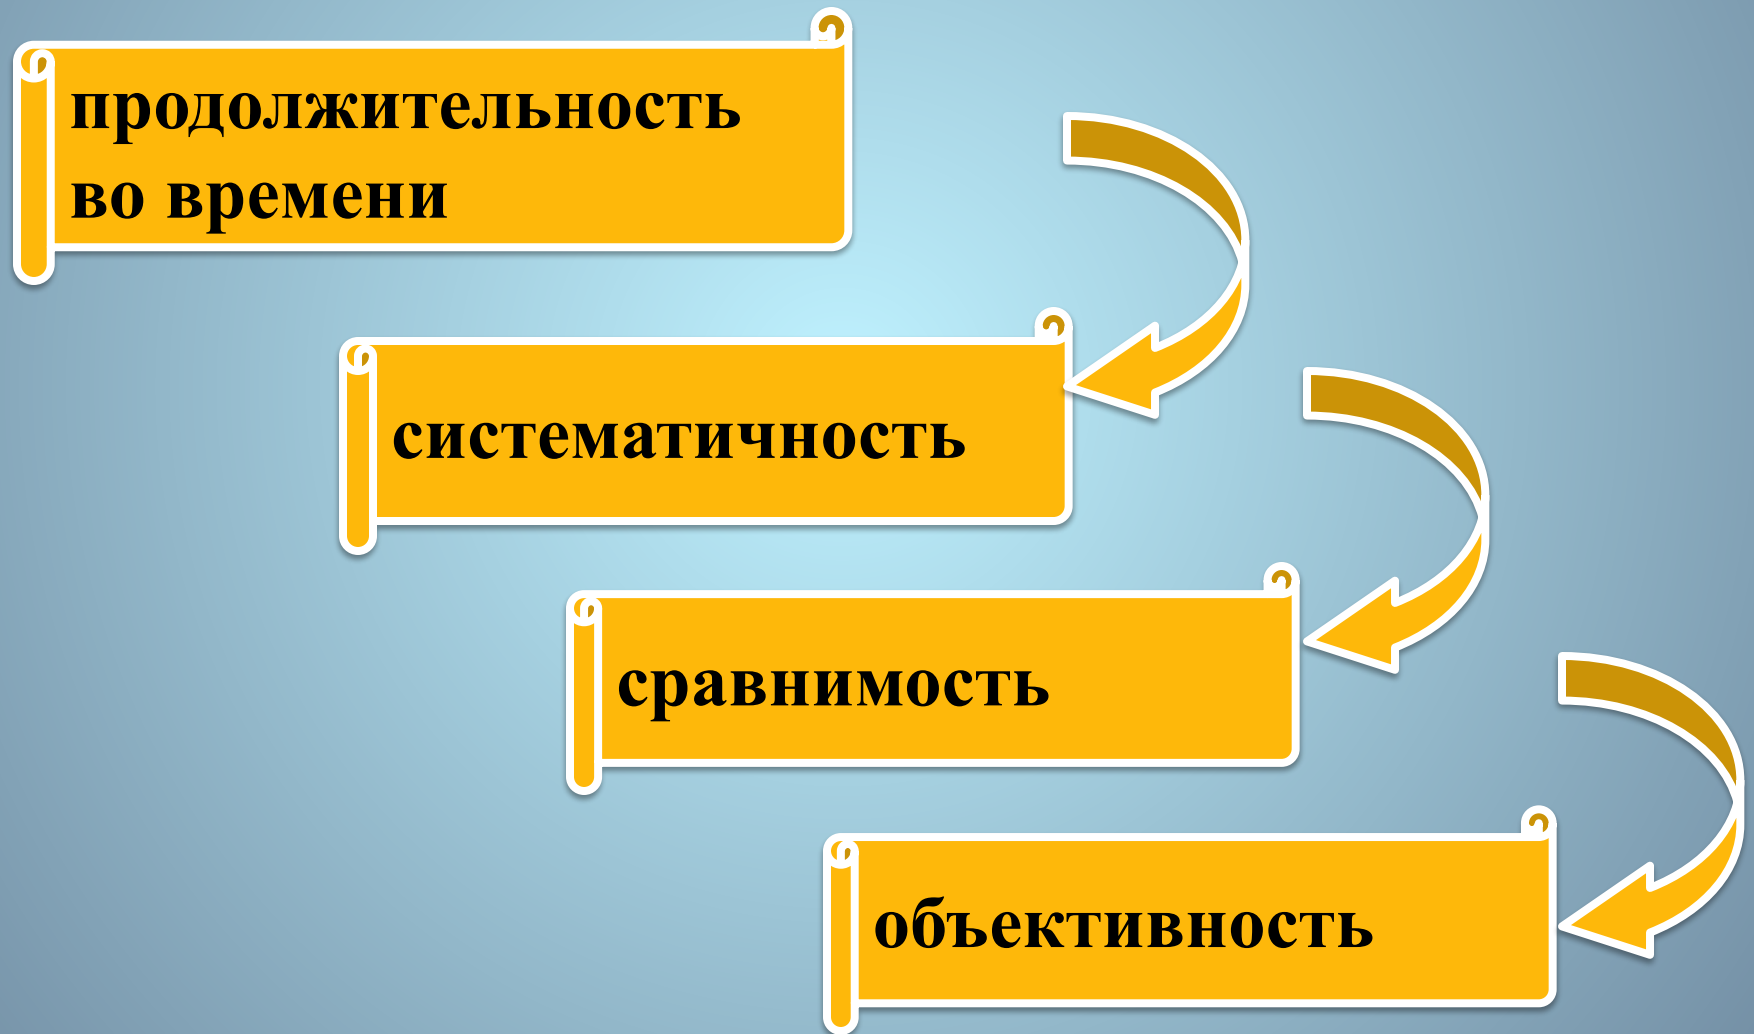 продолжительность
во времени
систематичность
сравнимость
объективность